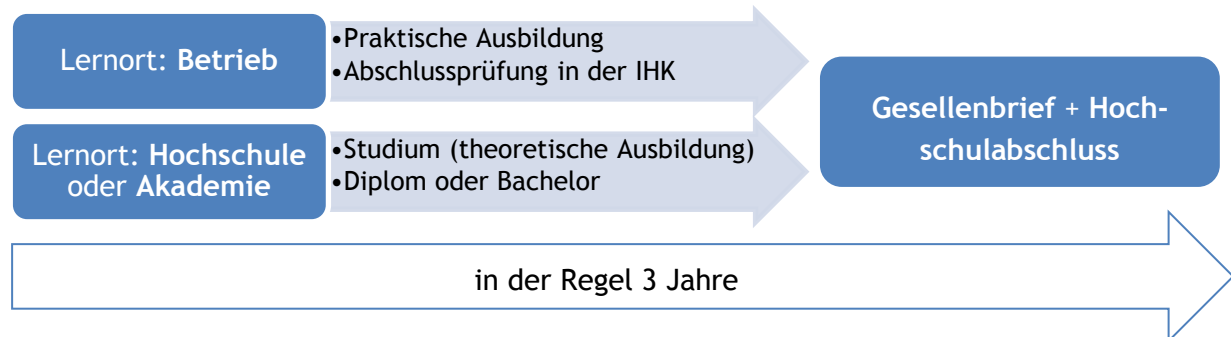 Lernort: Betrieb
•Praktische Ausbildung
•Abschlussprüfung in der IHK
Lernort: Hochschule
oder Akademie
•Studium (theoretische Ausbildung)
•Diplom oder Bachelor
Gesellenbrief + Hoch-
schulabschluss
in der Regel 3 Jahre